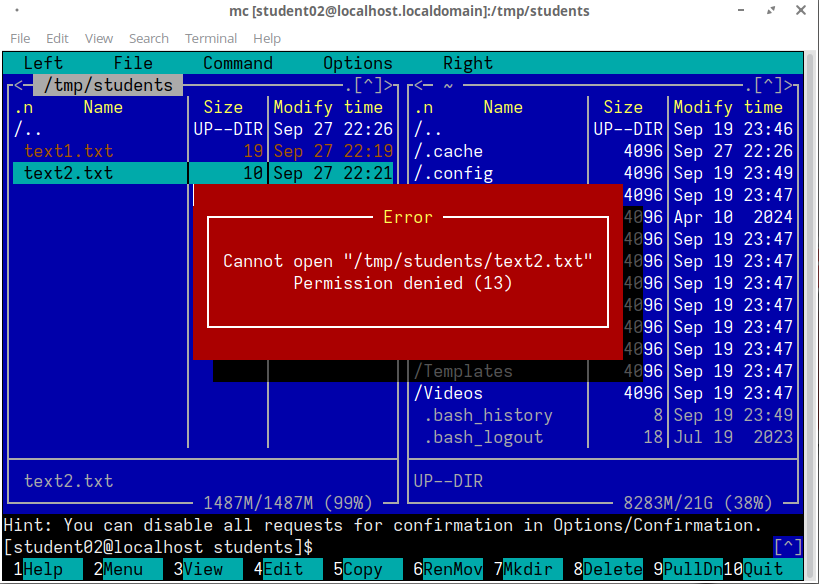 mc [student02@localhost.localdomain]:/tmp/students
File Edit View Search Terminal Help
Left File Command Options Right
<─ /tmp/students .[^]> <─ ~ .[^]>
.n Name Size Modify time .n Name Size Modify time
/.. UP--DIR Sep 27 22:26 /.. UP--DIR Sep 19 23:46
text1.txt 19 Sep 27 22:19 /.cache 4096 Sep 27 22:26
text2.txt 10 Sep 27 22:21 /.config 4096 Sep 19 23:49
4096 Sep 19 23:47
Error 4096 Apr 10 2024
4096 Sep 19 23:47
Cannot open "/tmp/students/text2.txt" 4096 Sep 19 23:47
Permission denied (13) 4096 Sep 19 23:47
4096 Sep 19 23:47
4096 Sep 19 23:47
4096 Sep 19 23:47
/Templates 4096 Sep 19 23:47
/Videos 4096 Sep 19 23:47
.bash_history 8 Sep 19 23:49
.bash_logout 18 Jul 19 2023
text2.txt UP--DIR
1487M/1487M (99%) 8283M/21G (38%)
Hint: You can disable all requests for confirmation in Options/Confirmation.
[student02@localhost students]$ [^]
1Help 2Menu 3View 4Edit 5Copy 6RenMov 7Mkdir 8Delete 9PullDn 10Quit